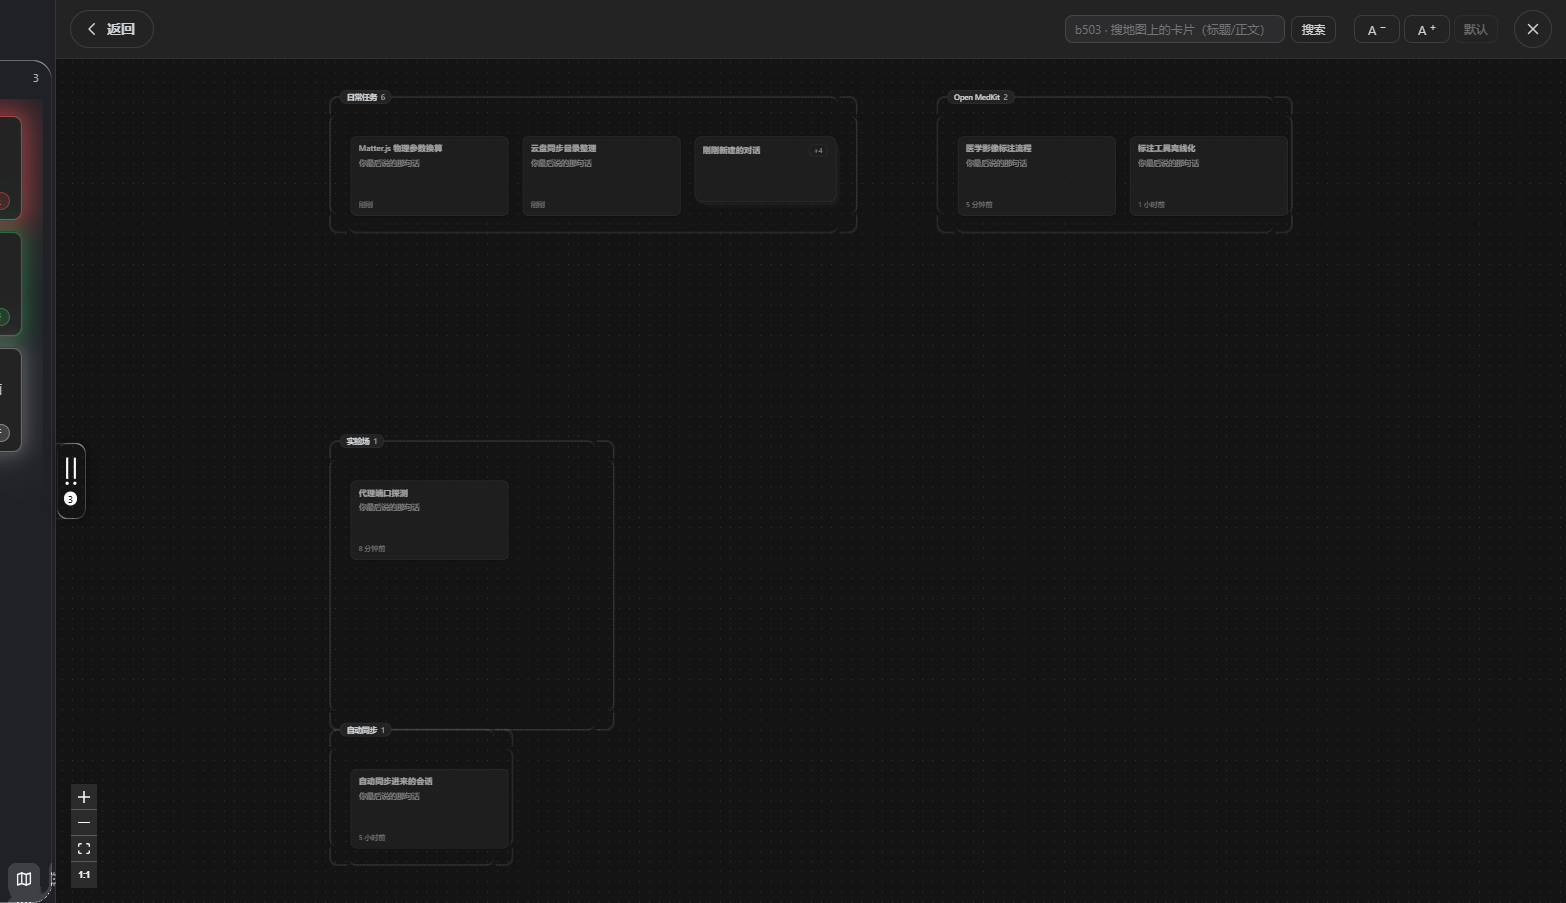 返回
b503 · 搜地图上的卡片（标题/正文）
搜索
A⁻
A⁺
默认
3
日常任务 6
Matter.js 物理参数换算
你最后说的那句话
刚刚
云盘同步目录整理
你最后说的那句话
刚刚
刚刚新建的对话
+4
Open MedKit 2
医学影像标注流程
你最后说的那句话
5 分钟前
标注工具离线化
你最后说的那句话
1 小时前
3
实验场 1
代理端口探测
你最后说的那句话
8 分钟前
自动同步 1
自动同步进来的会话
你最后说的那句话
5 小时前
1:1